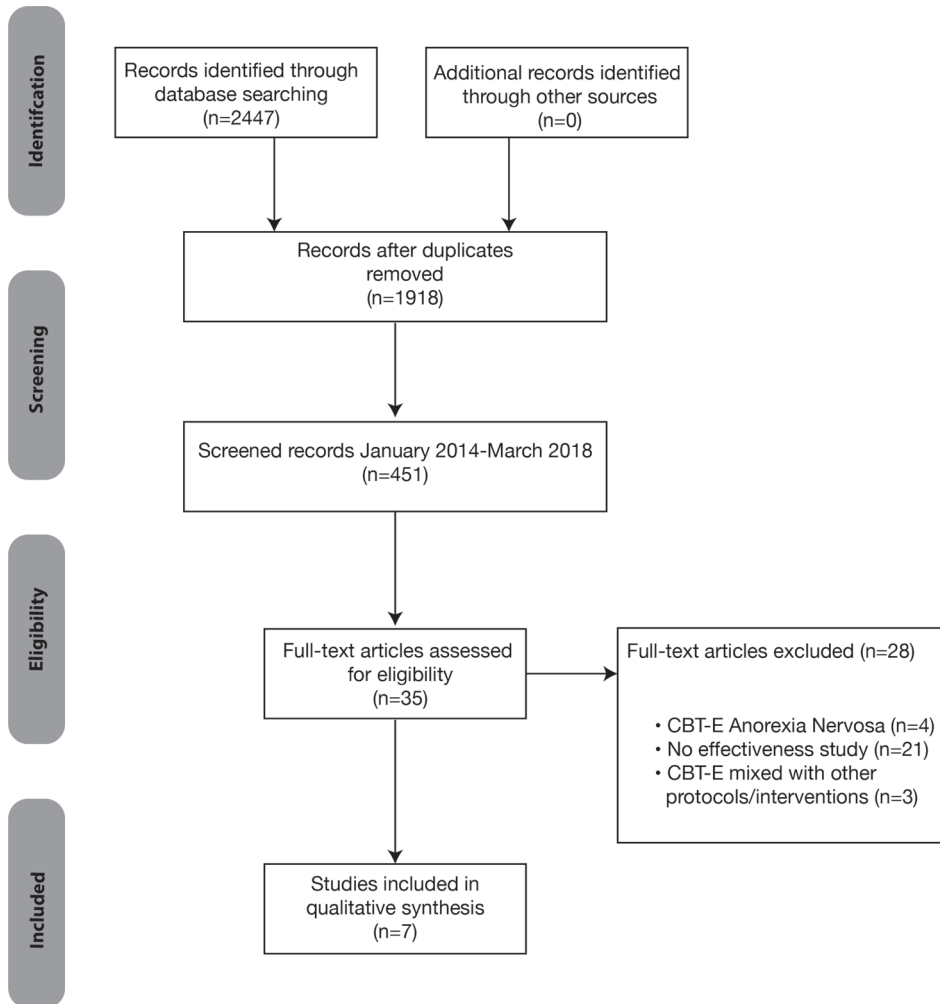 Identifcation
Records identified through
database searching
(n=2447)
Additional records identified
through other sources
(n=0)
Records after duplicates
removed
(n=1918)
Screening
Screened records January 2014-March 2018
(n=451)
Eligibility
Full-text articles assessed
for eligibility
(n=35)
Full-text articles excluded (n=28)
• CBT-E Anorexia Nervosa (n=4)
• No effectiveness study (n=21)
• CBT-E mixed with other
protocols/interventions (n=3)
Included
Studies included in
qualitative synthesis
(n=7)